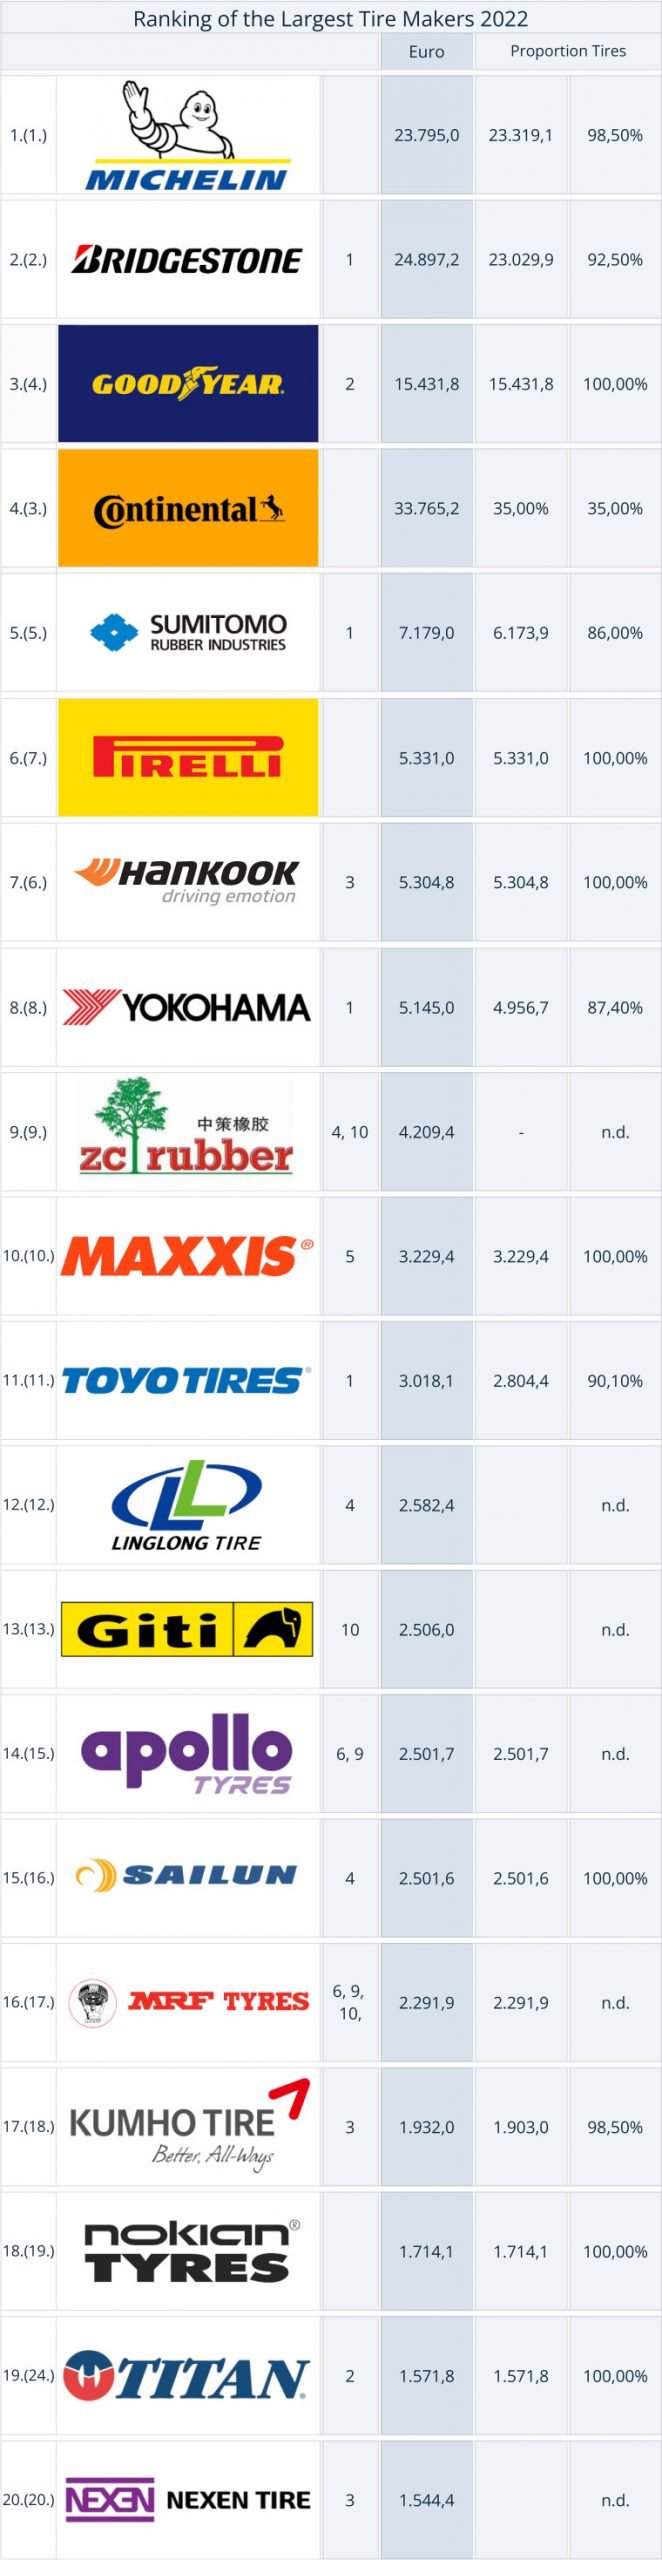 Ranking of the Largest Tire Makers 2022
Euro Proportion Tires
1.(1.) MICHELIN 23.795,0 23.319,1 98,50%
2.(2.) BRIDGESTONE 1 24.897,2 23.029,9 92,50%
3.(4.) GOODYEAR 2 15.431,8 15.431,8 100,00%
4.(3.) Continental 33.765,2 35,00% 35,00%
5.(5.) SUMITOMO RUBBER INDUSTRIES 1 7.179,0 6.173,9 86,00%
6.(7.) PIRELLI 5.331,0 5.331,0 100,00%
7.(6.) HANKOOK driving emotion 3 5.304,8 5.304,8 100,00%
8.(8.) YOKOHAMA 1 5.145,0 4.956,7 87,40%
9.(9.) 中策橡胶 zc rubber 4, 10 4.209,4 - n.d.
10.(10.) MAXXIS® 5 3.229,4 3.229,4 100,00%
11.(11.) TOYO TIRES® 1 3.018,1 2.804,4 90,10%
12.(12.) LINGLONG TIRE 4 2.582,4 n.d.
13.(13.) Giti 10 2.506,0 n.d.
14.(15.) apollo TYRES 6, 9 2.501,7 2.501,7 n.d.
15.(16.) SAILUN 4 2.501,6 2.501,6 100,00%
16.(17.) MRF TYRES 6, 9, 10, 2.291,9 2.291,9 n.d.
17.(18.) KUMHO TIRE Better, All-Ways 3 1.932,0 1.903,0 98,50%
18.(19.) nokian® TYRES 1.714,1 1.714,1 100,00%
19.(24.) TITAN 2 1.571,8 1.571,8 100,00%
20.(20.) NEXEN NEXEN TIRE 3 1.544,4 n.d.